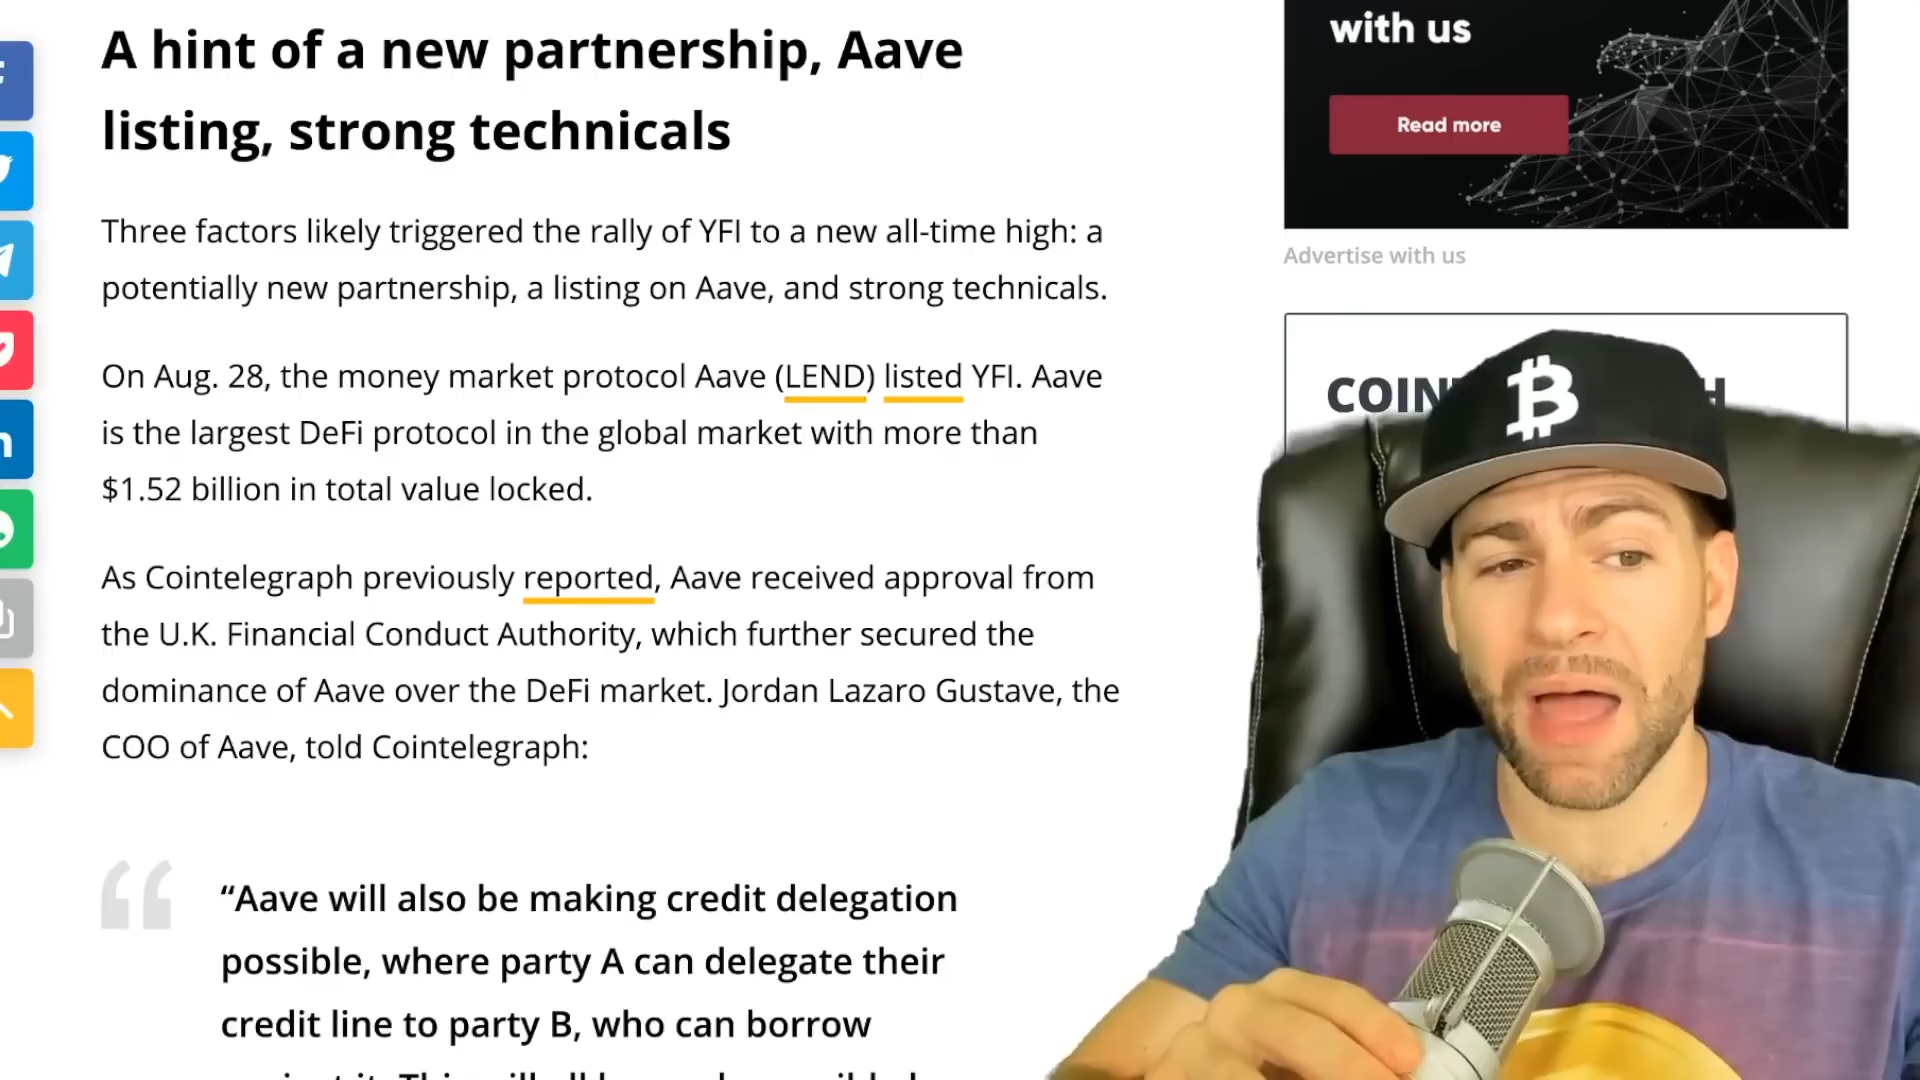 A hint of a new partnership, Aave
listing, strong technicals
Three factors likely triggered the rally of YFI to a new all-time high: a
potentially new partnership, a listing on Aave, and strong technicals.
On Aug. 28, the money market protocol Aave (LEND) listed YFI. Aave
is the largest DeFi protocol in the global market with more than
$1.52 billion in total value locked.
As Cointelegraph previously reported, Aave received approval from
the U.K. Financial Conduct Authority, which further secured the
dominance of Aave over the DeFi market. Jordan Lazaro Gustave, the
COO of Aave, told Cointelegraph:
“Aave will also be making credit delegation
possible, where party A can delegate their
credit line to party B, who can borrow
with us
Read more
Advertise with us